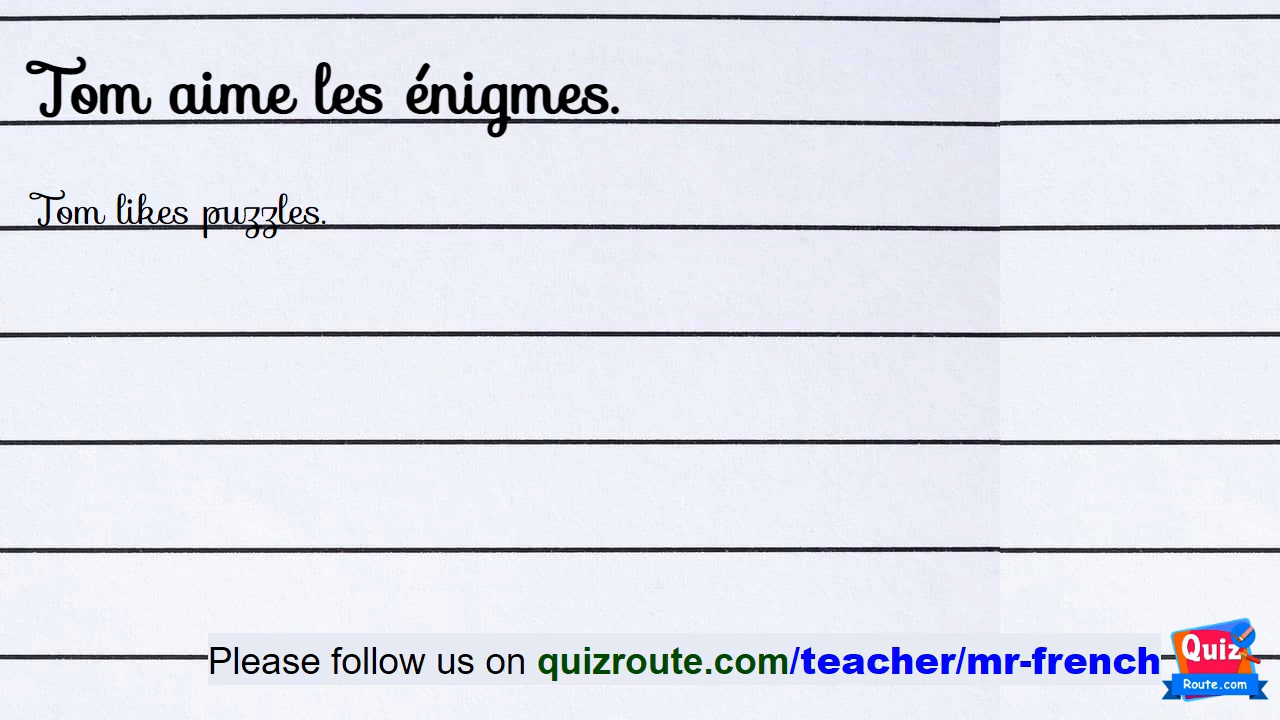 Tom aime les énigmes.
Tom likes puzzles.
Please follow us on quizroute.com/teacher/mr-french
Quiz
Route.com